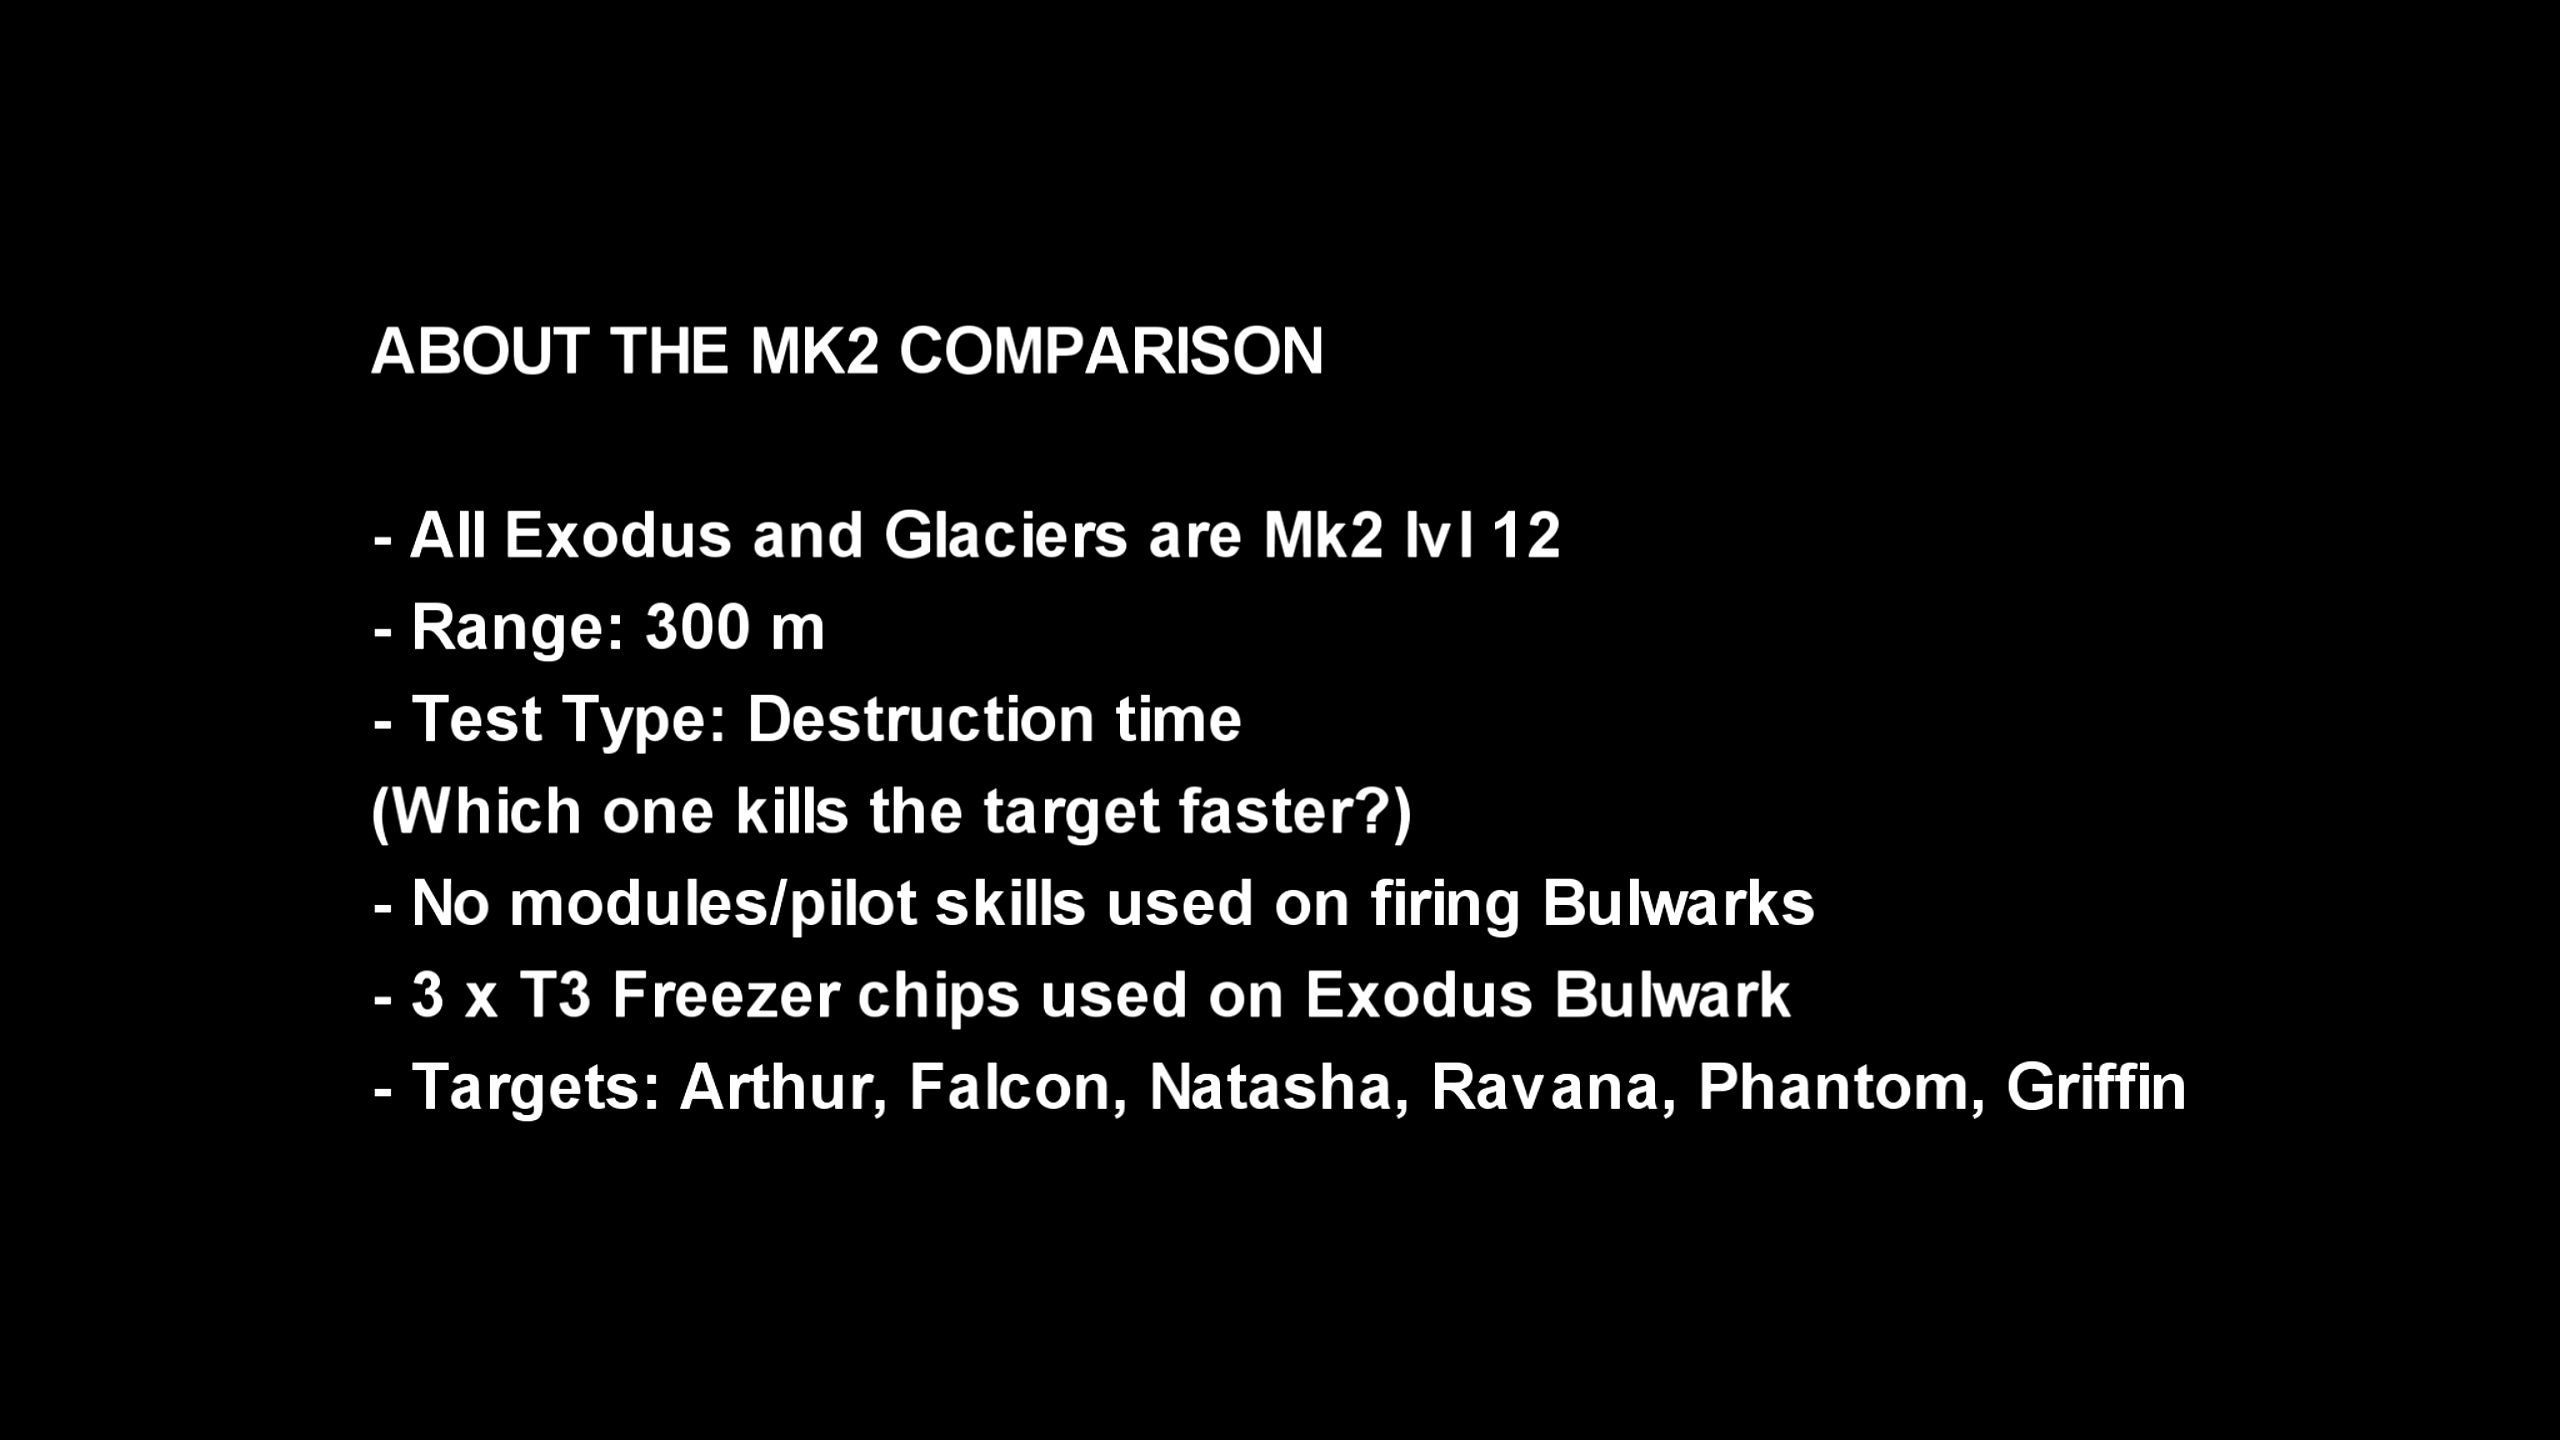 ABOUT THE MK2 COMPARISON
- All Exodus and Glaciers are Mk2 lvl 12
- Range: 300 m
- Test Type: Destruction time
(Which one kills the target faster?)
- No modules/pilot skills used on firing Bulwarks
- 3 x T3 Freezer chips used on Exodus Bulwark
- Targets: Arthur, Falcon, Natasha, Ravana, Phantom, Griffin